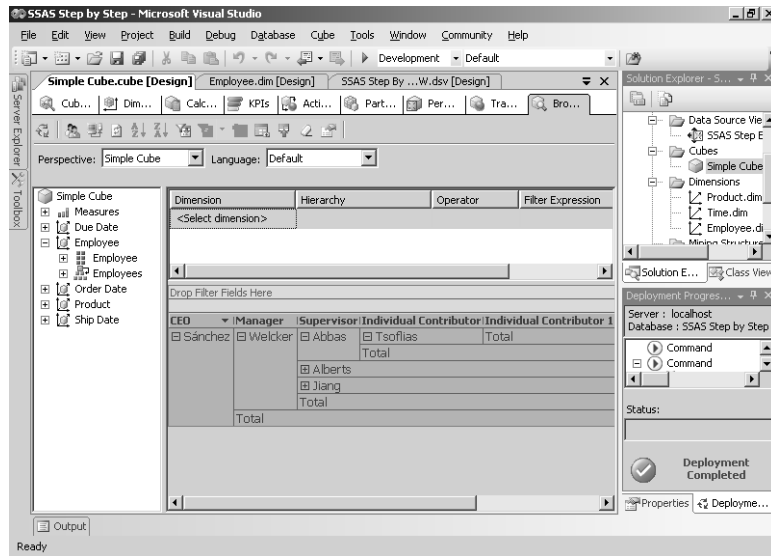 SSAS Step by Step - Microsoft Visual Studio
File Edit View Project Build Debug Database Cube Tools Window Community Help
Development Default
Simple Cube.cube [Design] Employee.dim [Design] SSAS Step By ...W.dsv [Design]
Cub... Dim... Calc... KPIs Acti... Part... Per... Tra... Bro...
Perspective: Simple Cube Language: Default
Server Explorer
Toolbox
Simple Cube
Measures
Due Date
Employee
Employee
Employees
Order Date
Product
Ship Date
Dimension Hierarchy Operator Filter Expression
<Select dimension>
Drop Filter Fields Here
CEO Manager Supervisor Individual Contributor Individual Contributor 1
Sánchez Welcker Abbas Tsoflias Total
Total
Alberts
Jiang
Total
Total
Solution Explorer - S...
Data Source Vie
SSAS Step E
Cubes
Simple Cube
Dimensions
Product.dim
Time.dim
Employee.di
Mining Structure
Solution E... Class View
Deployment Progres...
Server : localhost
Database : SSAS Step by Step
Command
Command
Status:
Deployment
Completed
Properties Deployme...
Output
Ready